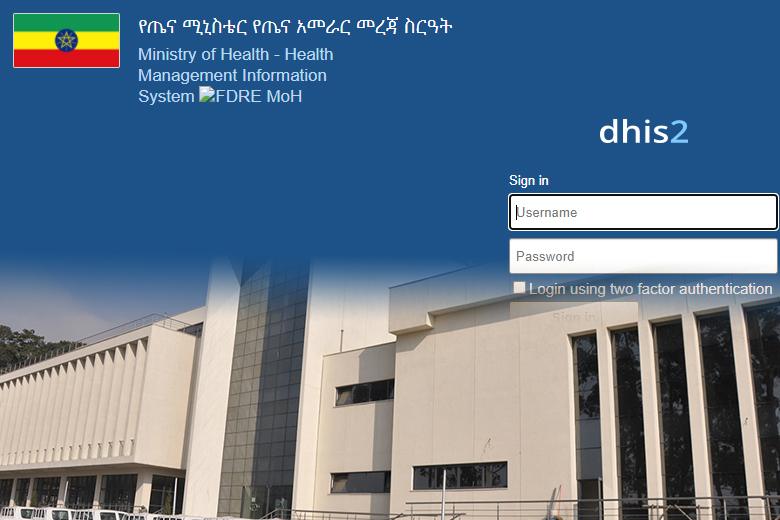 የጤና ሚኒስቴር የጤና አመራር መረጃ ስርዓት
Ministry of Health - Health
Management Information
System FDRE MoH
dhis2
Sign in
Username
Password
Login using two factor authentication
Sign in